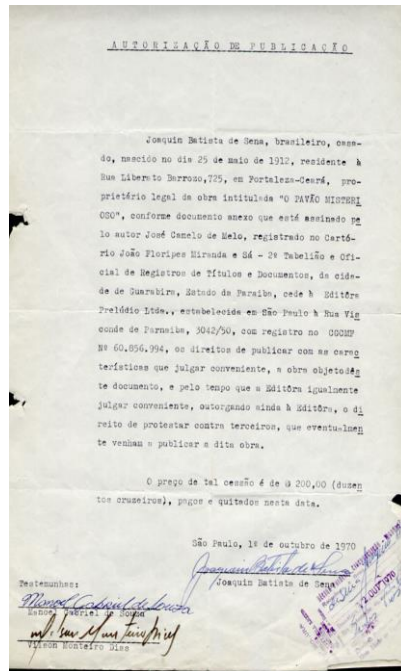 AUTORIZAÇÃO DE PUBLICAÇÃO
Joaquin Batista de Sena, brasileiro, casa-
do, nascido no dia 25 de maio de 1912, residente à
Rua Liberato Barrozo,725, em Fortaleza-Ceará, pro-
prietário legal da obra intitulada "O PAVÃO MISTERI
OSO", conforme documento anexo que está assinado pe
lo autor José Camelo de Melo, registrado no Cartó-
rio João Floripes Miranda e Sá - 2º Tabelião e Ofi-
cial de Registros de Títulos e Documentos, da cida-
de de Guarabira, Estado da Paraiba, cede à Editôra
Prelúdio Ltda., estabelecida em São Paulo à Rua Vis
conde de Parnaiba, 3042/50, com registro no CGCMF
Nº 60.856.994, os direitos de publicar com as carac
terísticas que julgar conveniente, a obra objetodês
te documento, e pelo tempo que a Editôra igualmente
julgar conveniente, outorgando ainda à Editôra, o di
reito de protestar contra terceiros, que eventualmen
te venham a publicar a dita obra.
O preço de tal cessão é de ₢ 200,00 (duzen
tos cruzeiros), pagos e quitados nesta data.
São Paulo, 1º de outubro de 1970
Joaquim Batista de Sena
Joaquin Batista de Sena
Testemunhas:
Manoel Gabriel de Souza
Manoel Gabriel de Souza
Vilson Monteiro Dias